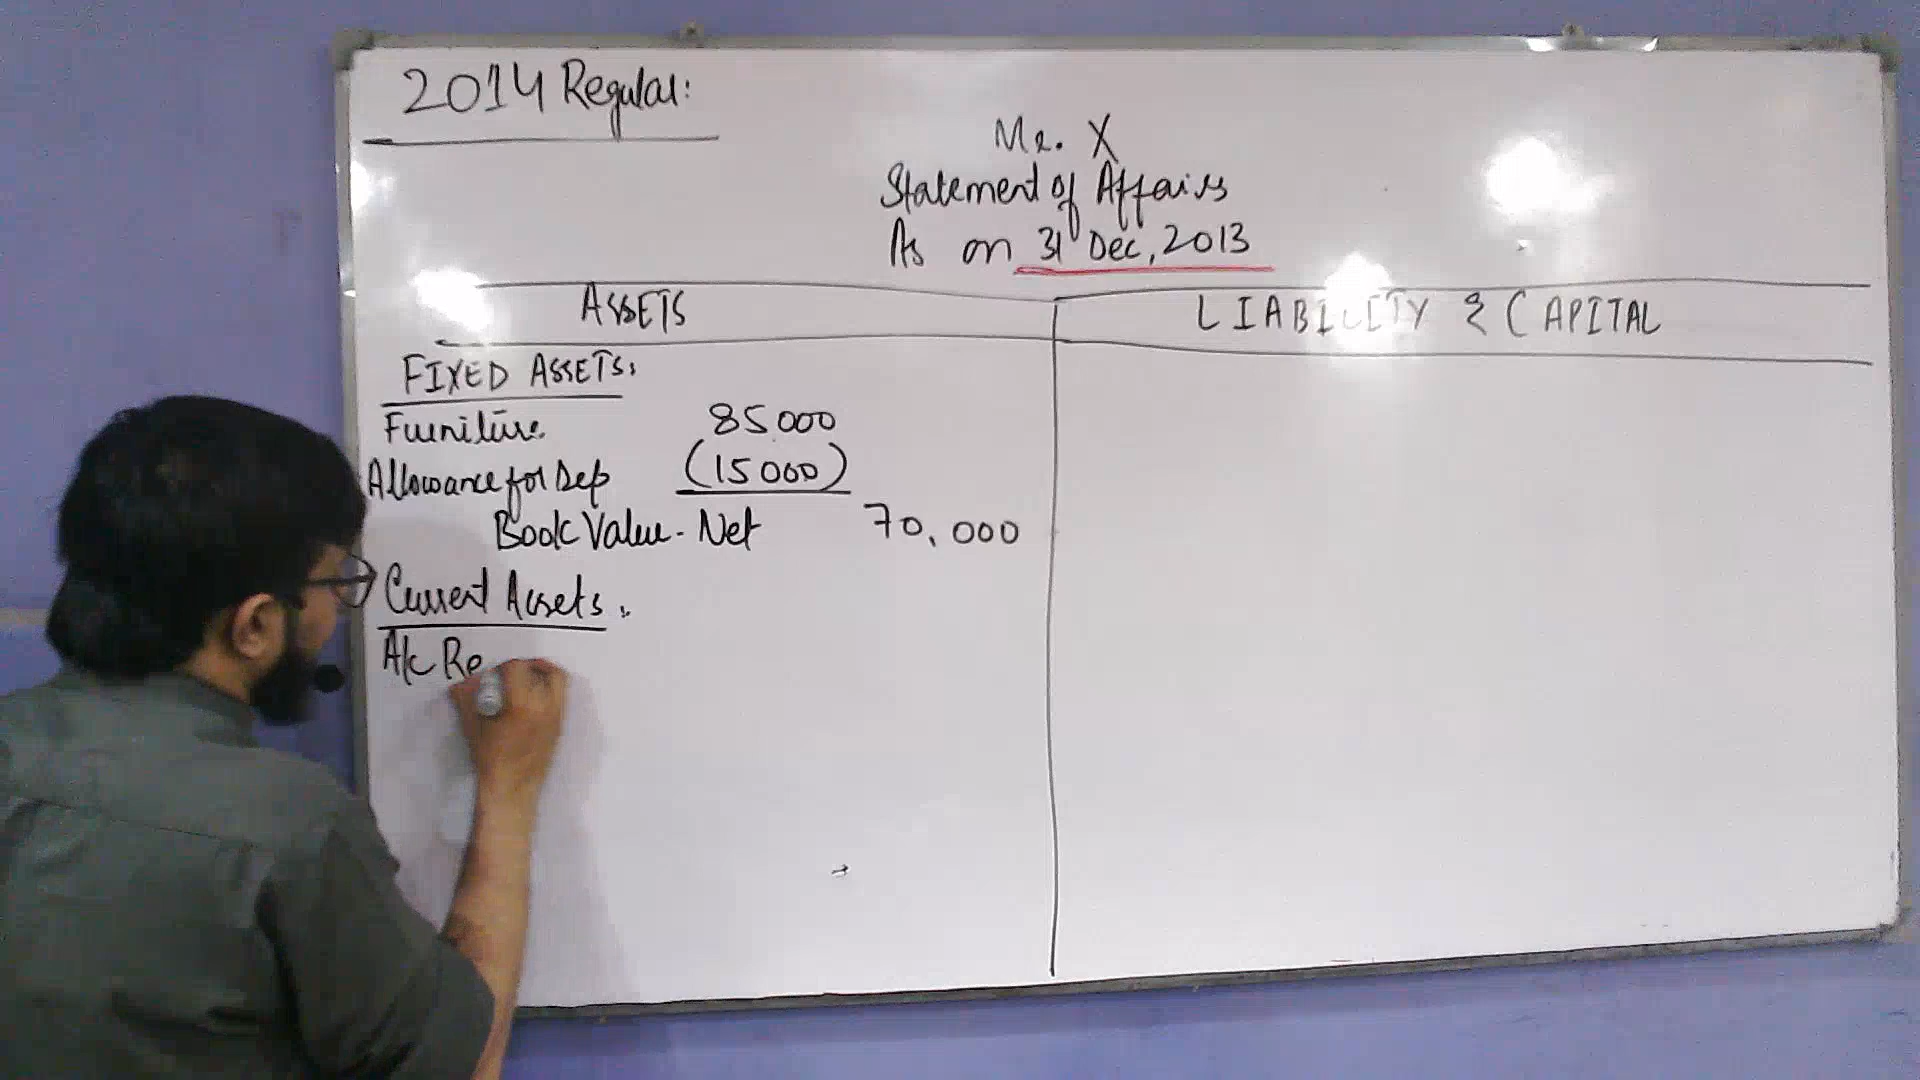 2014 Regular:
Mr. X
Statement of Affairs
As on 31 Dec, 2013
ASSETS
LIABILITY & CAPITAL
FIXED ASSETS:
Furniture 85000
Allowance for Dep (15000)
Book Value - Net 70,000
Current Assets:
A/c Re